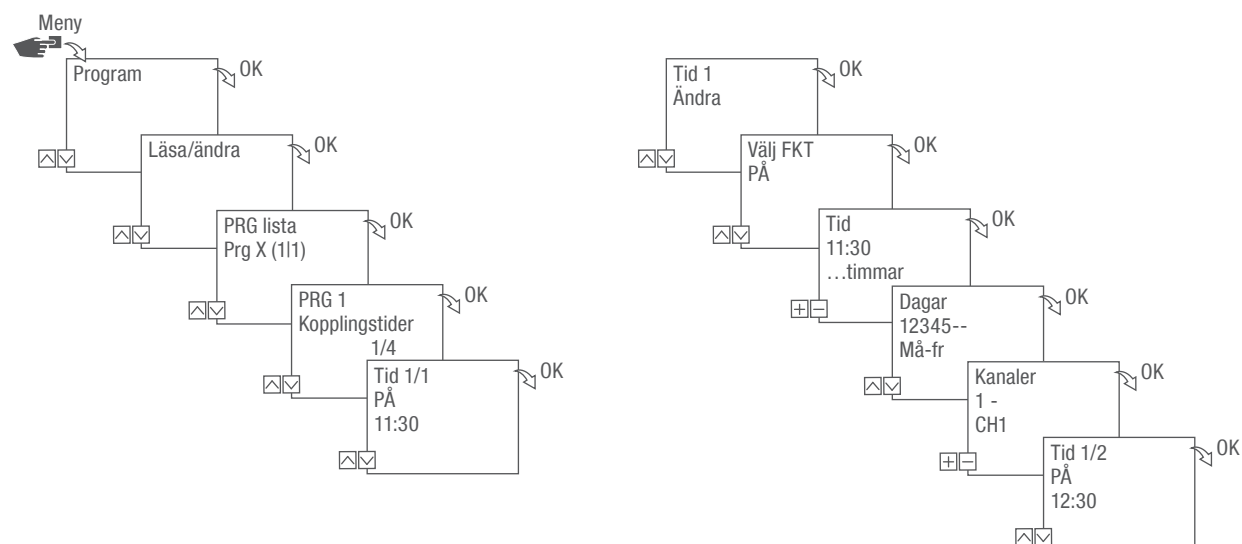 Meny
Program
OK
Läsa/ändra
OK
PRG lista
Prg X (1|1)
OK
PRG 1
Kopplingstider
1/4
OK
Tid 1/1
PÅ
11:30
OK
Tid 1
Ändra
OK
Välj FKT
PÅ
OK
Tid
11:30
...timmar
OK
Dagar
12345--
Må-fr
OK
Kanaler
1 -
CH1
OK
Tid 1/2
PÅ
12:30
OK